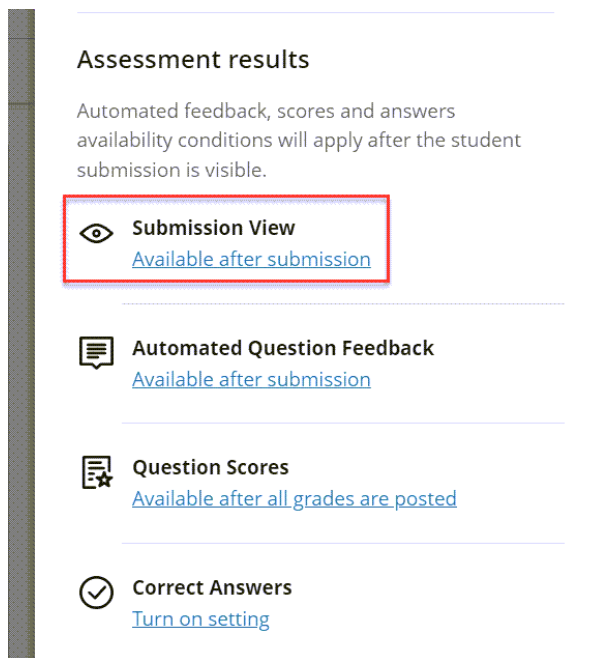 Assessment results
Automated feedback, scores and answers
availability conditions will apply after the student
submission is visible.
Submission View
Available after submission
Automated Question Feedback
Available after submission
Question Scores
Available after all grades are posted
Correct Answers
Turn on setting